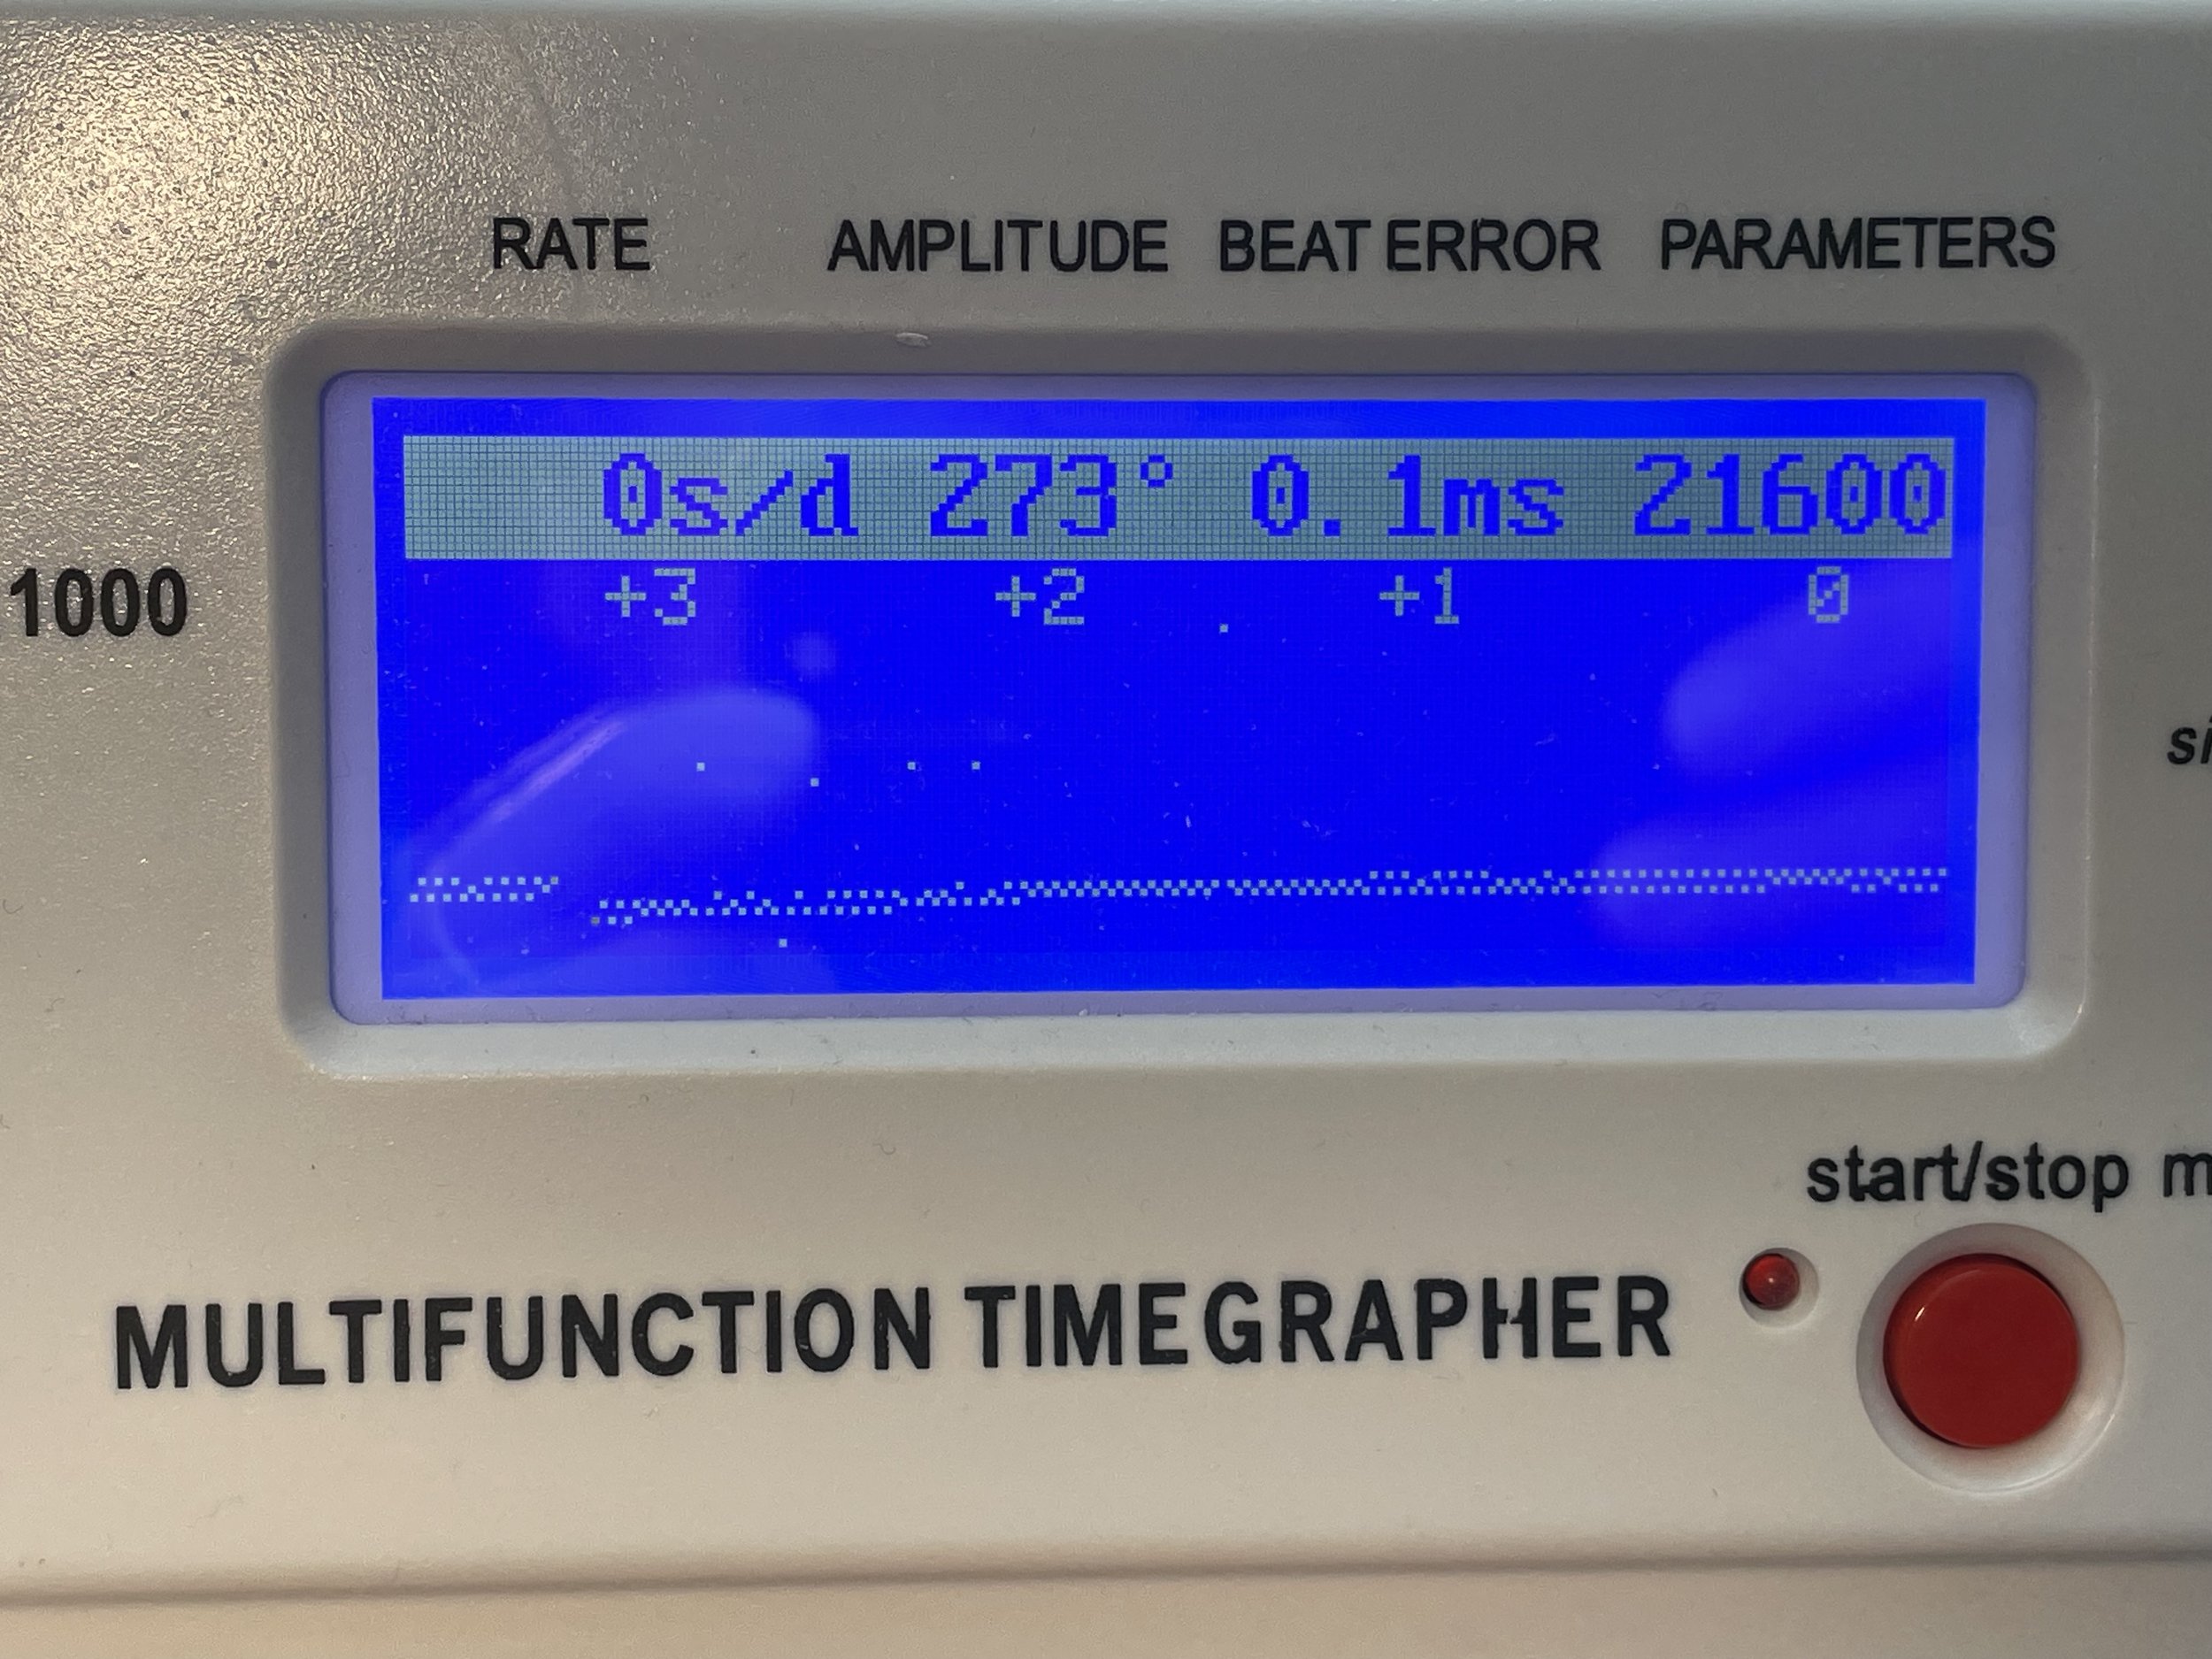 RATE AMPLITUDE BEAT ERROR PARAMETERS
0s/d 273° 0.1ms 21600
+3 +2 +1 0
1000
start/stop
MULTIFUNCTION TIMEGRAPHER